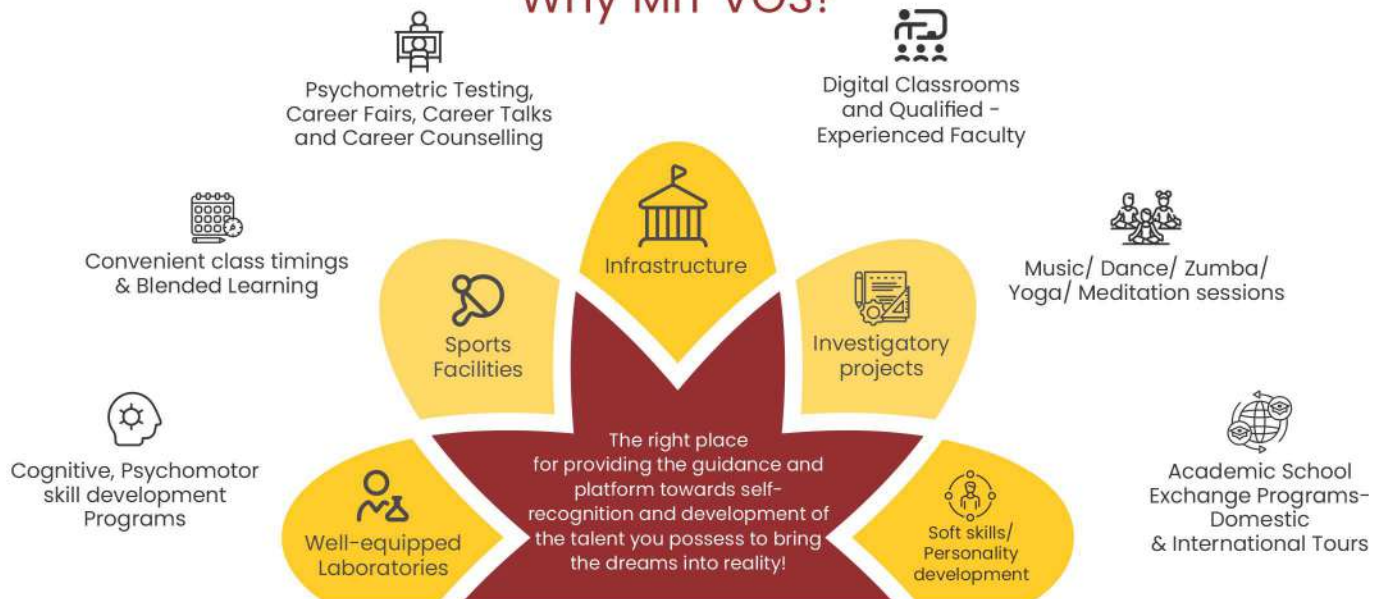 Why MIT VGS?
Psychometric Testing,
Career Fairs, Career Talks
and Career Counselling
Digital Classrooms
and Qualified -
Experienced Faculty
Convenient class timings
& Blended Learning
Sports
Facilities
Infrastructure
Investigatory
projects
Music/ Dance/ Zumba/
Yoga/ Meditation sessions
Cognitive, Psychomotor
skill development
Programs
Well-equipped
Laboratories
The right place
for providing the guidance and
platform towards self-
recognition and development of
the talent you possess to bring
the dreams into reality!
Soft skills/
Personality
development
Academic School
Exchange Programs-
Domestic
& International Tours